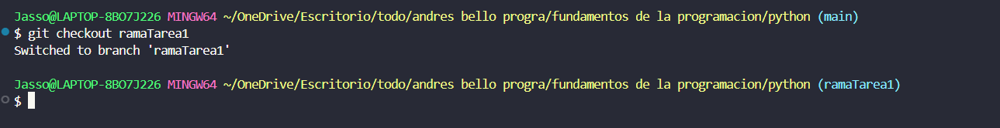 Jasso@LAPTOP-8BO7J226 MINGW64 ~/OneDrive/Escritorio/todo/andres bello progra/fundamentos de la programacion/python (main)
$ git checkout ramaTarea1
Switched to branch 'ramaTarea1'
Jasso@LAPTOP-8BO7J226 MINGW64 ~/OneDrive/Escritorio/todo/andres bello progra/fundamentos de la programacion/python (ramaTarea1)
$